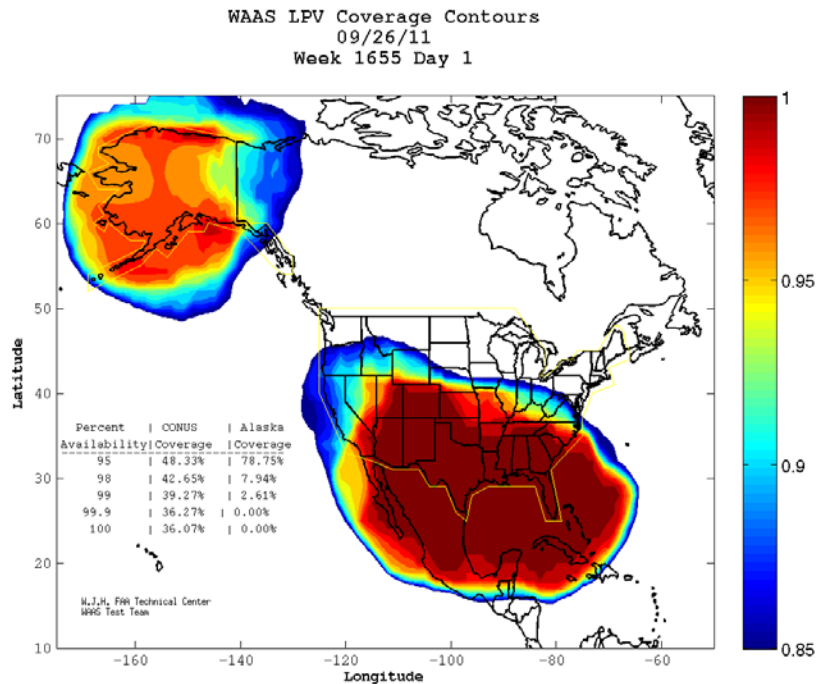 WAAS LPV Coverage Contours
09/26/11
Week 1655 Day 1
70
60
50
40
30
20
10
Latitude
Percent | CONUS | Alaska
Availability|Coverage |Coverage
95 | 48.33% | 78.75%
98 | 42.65% | 7.94%
99 | 39.27% | 2.61%
99.9 | 36.27% | 0.00%
100 | 36.07% | 0.00%
W.J.H. FAA Technical Center
WAAS Test Team
-160 -140 -120 -100 -80 -60
Longitude
1
0.95
0.9
0.85